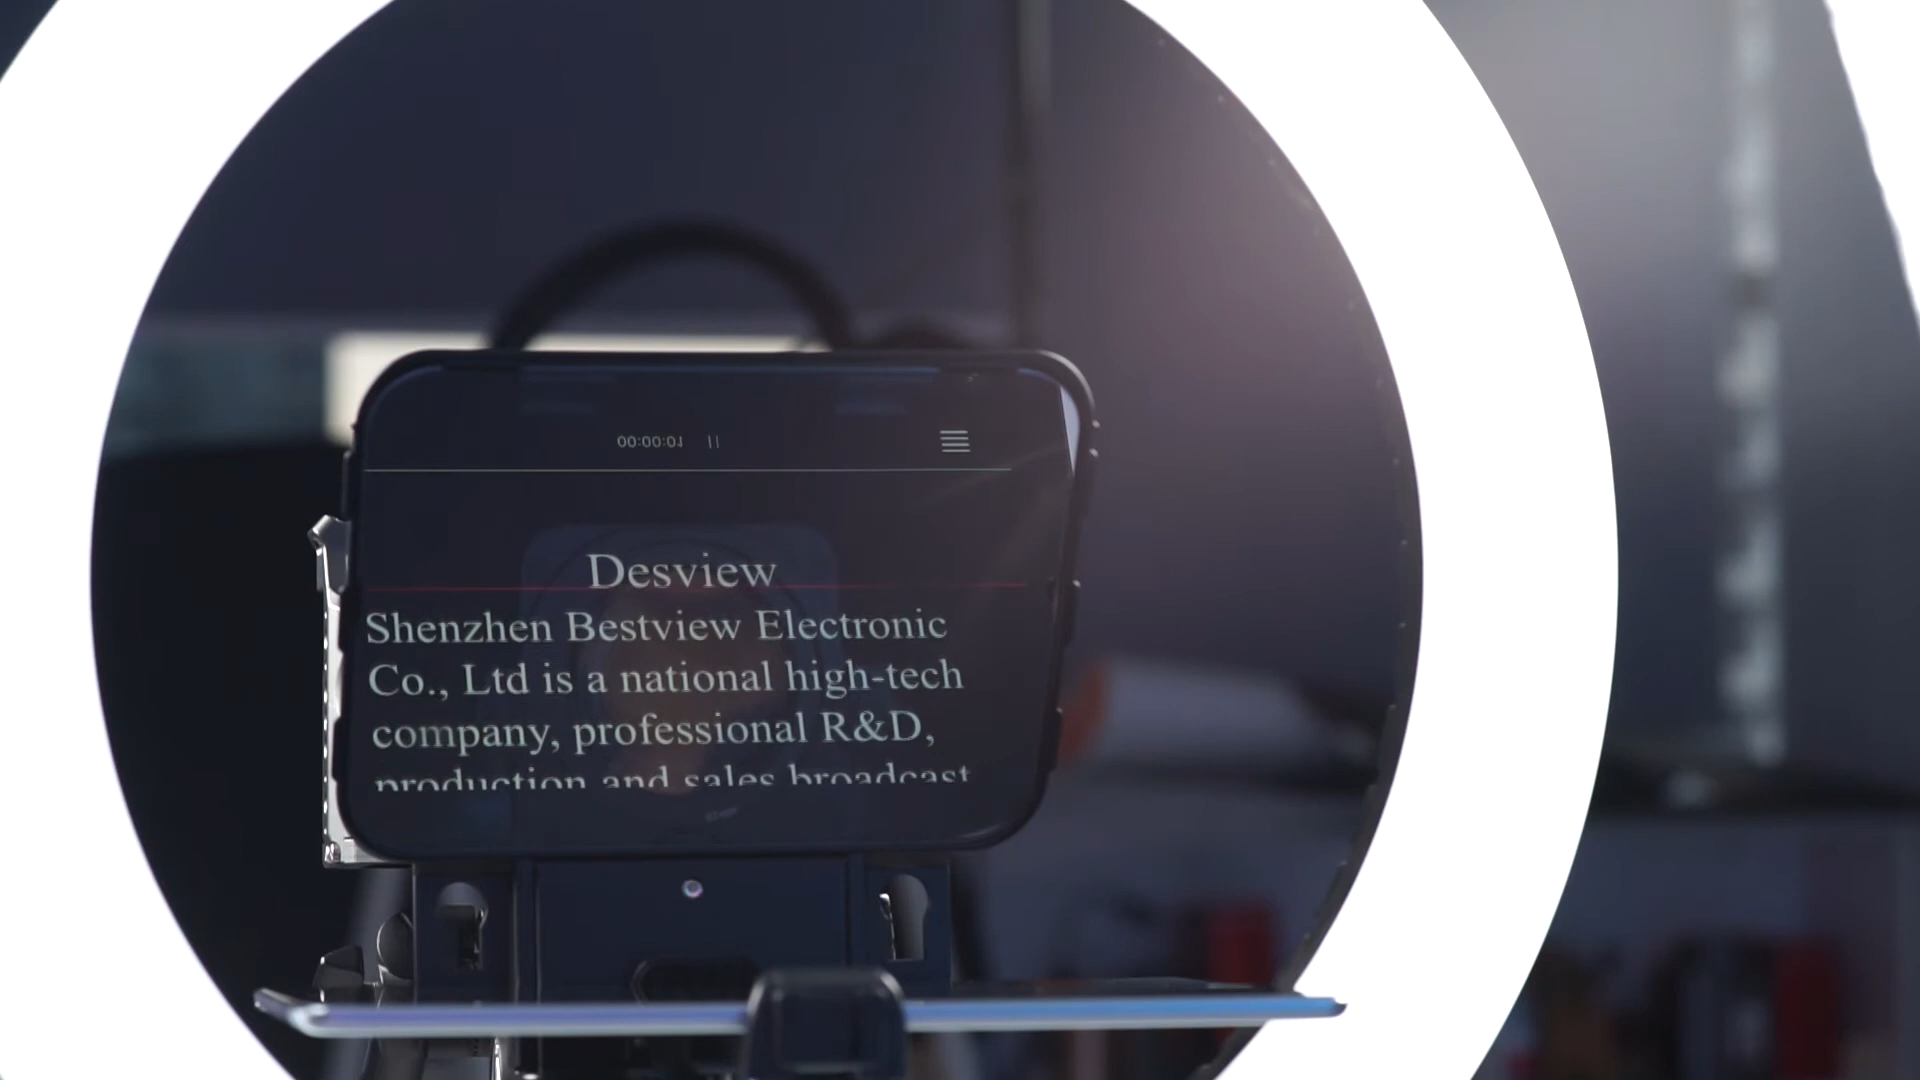 00:00:01
Desview
Shenzhen Bestview Electronic
Co., Ltd is a national high-tech
company, professional R&D,
production and sales broadcast